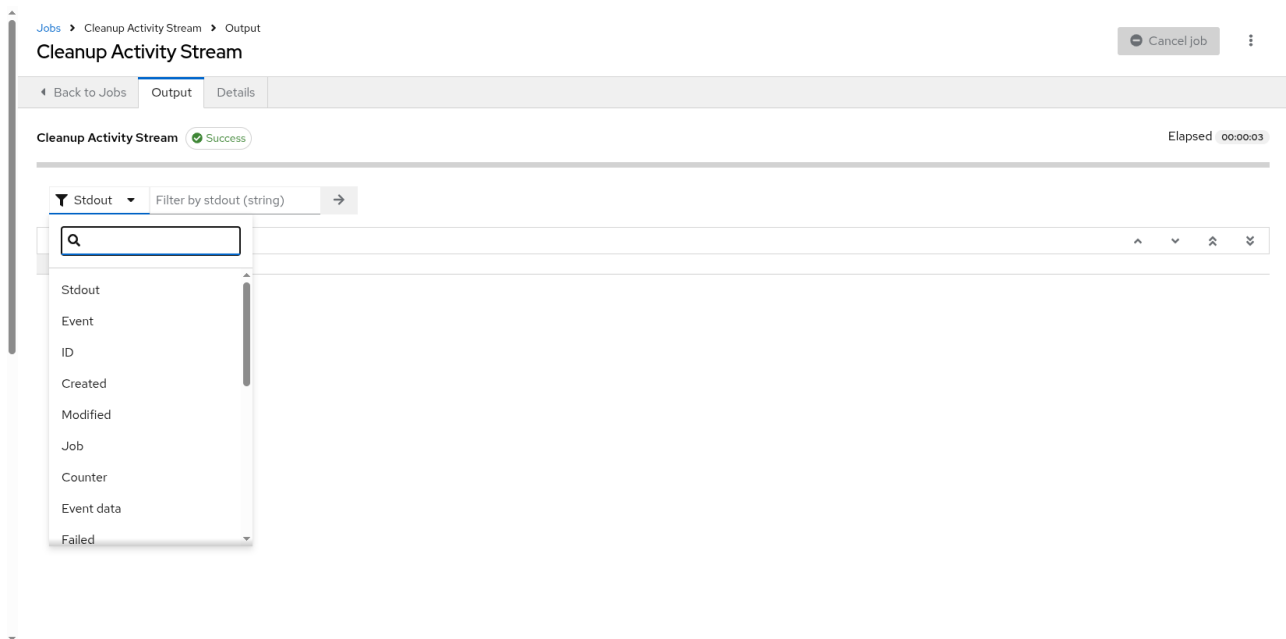 Jobs Cleanup Activity Stream Output
Cleanup Activity Stream
Cancel job
Back to Jobs Output Details
Cleanup Activity Stream Success Elapsed 00:00:03
Stdout Filter by stdout (string)
Stdout
Event
ID
Created
Modified
Job
Counter
Event data
Failed